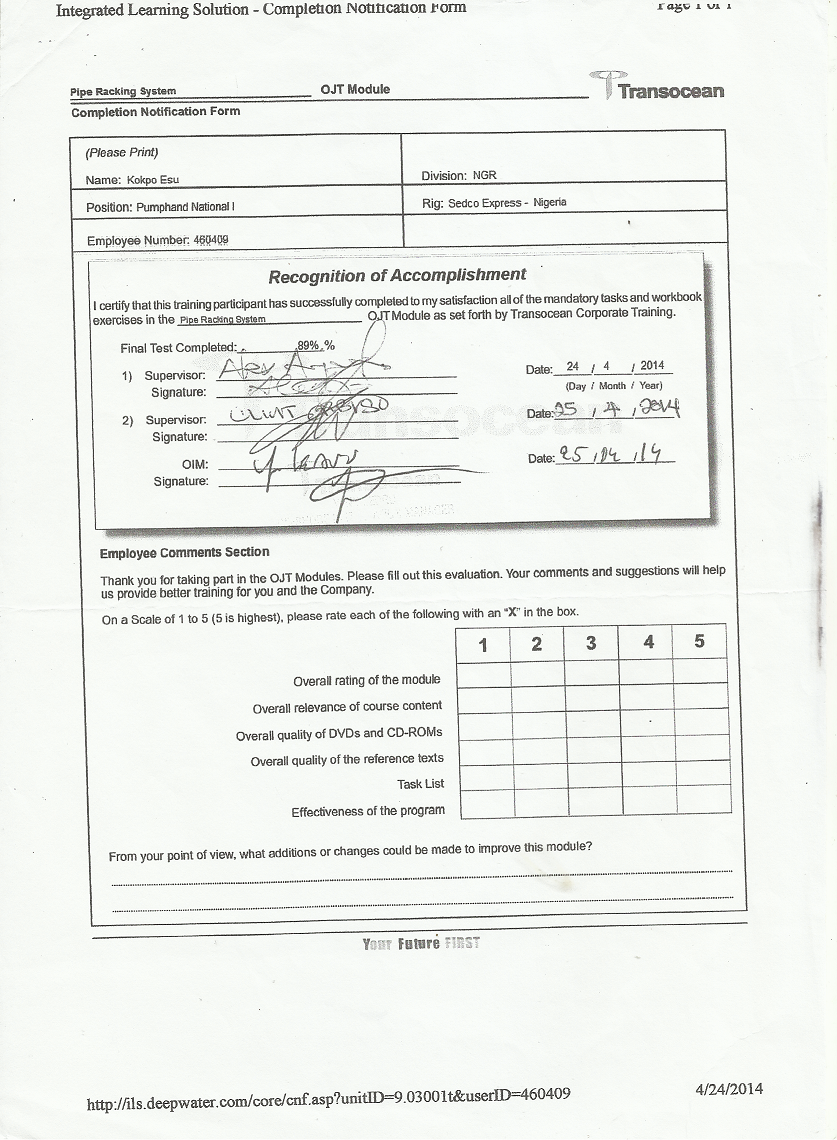 Integrated Learning Solution - Completion Notification Form
Page 1 of 1
Pipe Racking System OJT Module
Transocean
Completion Notification Form
(Please Print)
Name: Kokpo Esu
Division: NGR
Position: Pumphand National I
Rig: Sedco Express - Nigeria
Employee Number: 460409
Recognition of Accomplishment
I certify that this training participant has successfully completed to my satisfaction all of the mandatory tasks and workbook
exercises in the Pipe Racking System OJT Module as set forth by Transocean Corporate Training.
Final Test Completed: 89% %
1) Supervisor: Alex
Date: 24 / 4 / 2014
Signature:
(Day / Month / Year)
2) Supervisor:
Date: 25 / 4 / 2014
Signature:
OIM:
Date: 25 / 04 / 14
Signature:
Employee Comments Section
Thank you for taking part in the OJT Modules. Please fill out this evaluation. Your comments and suggestions will help
us provide better training for you and the Company.
On a Scale of 1 to 5 (5 is highest), please rate each of the following with an "X" in the box.
1 2 3 4 5
Overall rating of the module
Overall relevance of course content
Overall quality of DVDs and CD-ROMs
Overall quality of the reference texts
Task List
Effectiveness of the program
From your point of view, what additions or changes could be made to improve this module?
Your Future FIRST
http://ils.deepwater.com/core/cnf.asp?unitID=9.03001t&userID=460409
4/24/2014